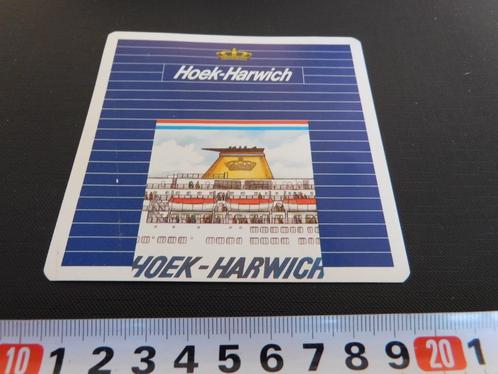 Hoek-Harwich
HOEK-HARWICH
10 1 2 3 4 5 6 7 8 9 20 1